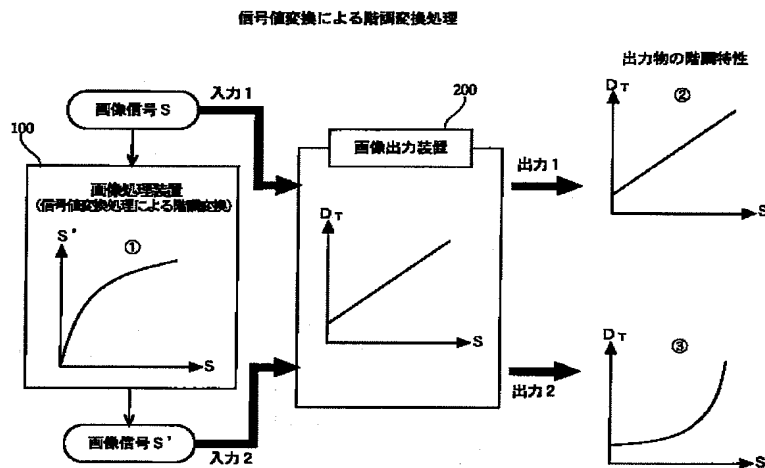 信号値変換による階調変換処理
出力物の階調特性
画像信号 S
入力1
200
100
画像出力装置
画像処理装置
(信号値変換処理による階調変換)
S'
①
S
DT
S
出力1
DT
②
S
出力2
DT
③
S
画像信号 S'
入力2